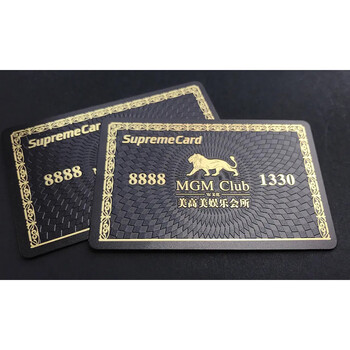 SupremeCard
8888
SupremeCard
8888 1330
MGM Club
美高美娱乐会所